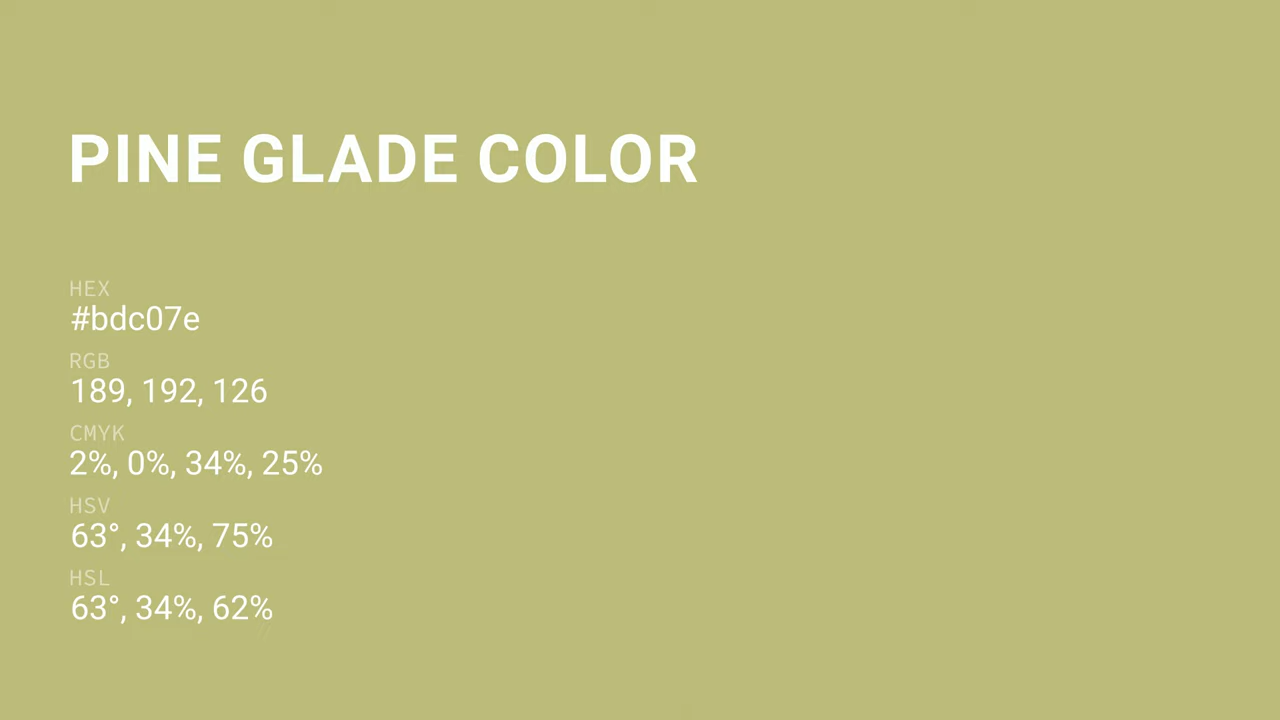 PINE GLADE COLOR
HEX
#bdc07e
RGB
189, 192, 126
CMYK
2%, 0%, 34%, 25%
HSV
63°, 34%, 75%
HSL
63°, 34%, 62%